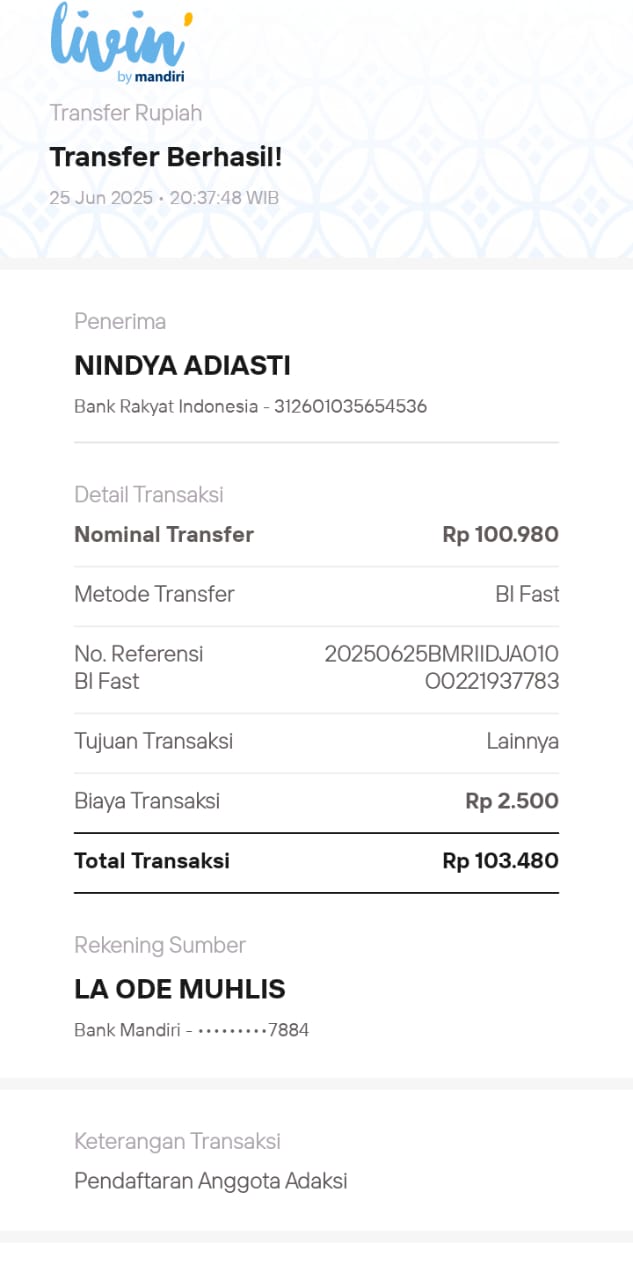 livin'
by mandiri
Transfer Rupiah
Transfer Berhasil!
25 Jun 2025 • 20:37:48 WIB
Penerima
NINDYA ADIASTI
Bank Rakyat Indonesia - 312601035654536
Detail Transaksi
Nominal Transfer Rp 100.980
Metode Transfer BI Fast
No. Referensi 20250625BMRIIDJA010
BI Fast O0221937783
Tujuan Transaksi Lainnya
Biaya Transaksi Rp 2.500
Total Transaksi Rp 103.480
Rekening Sumber
LA ODE MUHLIS
Bank Mandiri - •••••••••7884
Keterangan Transaksi
Pendaftaran Anggota Adaksi